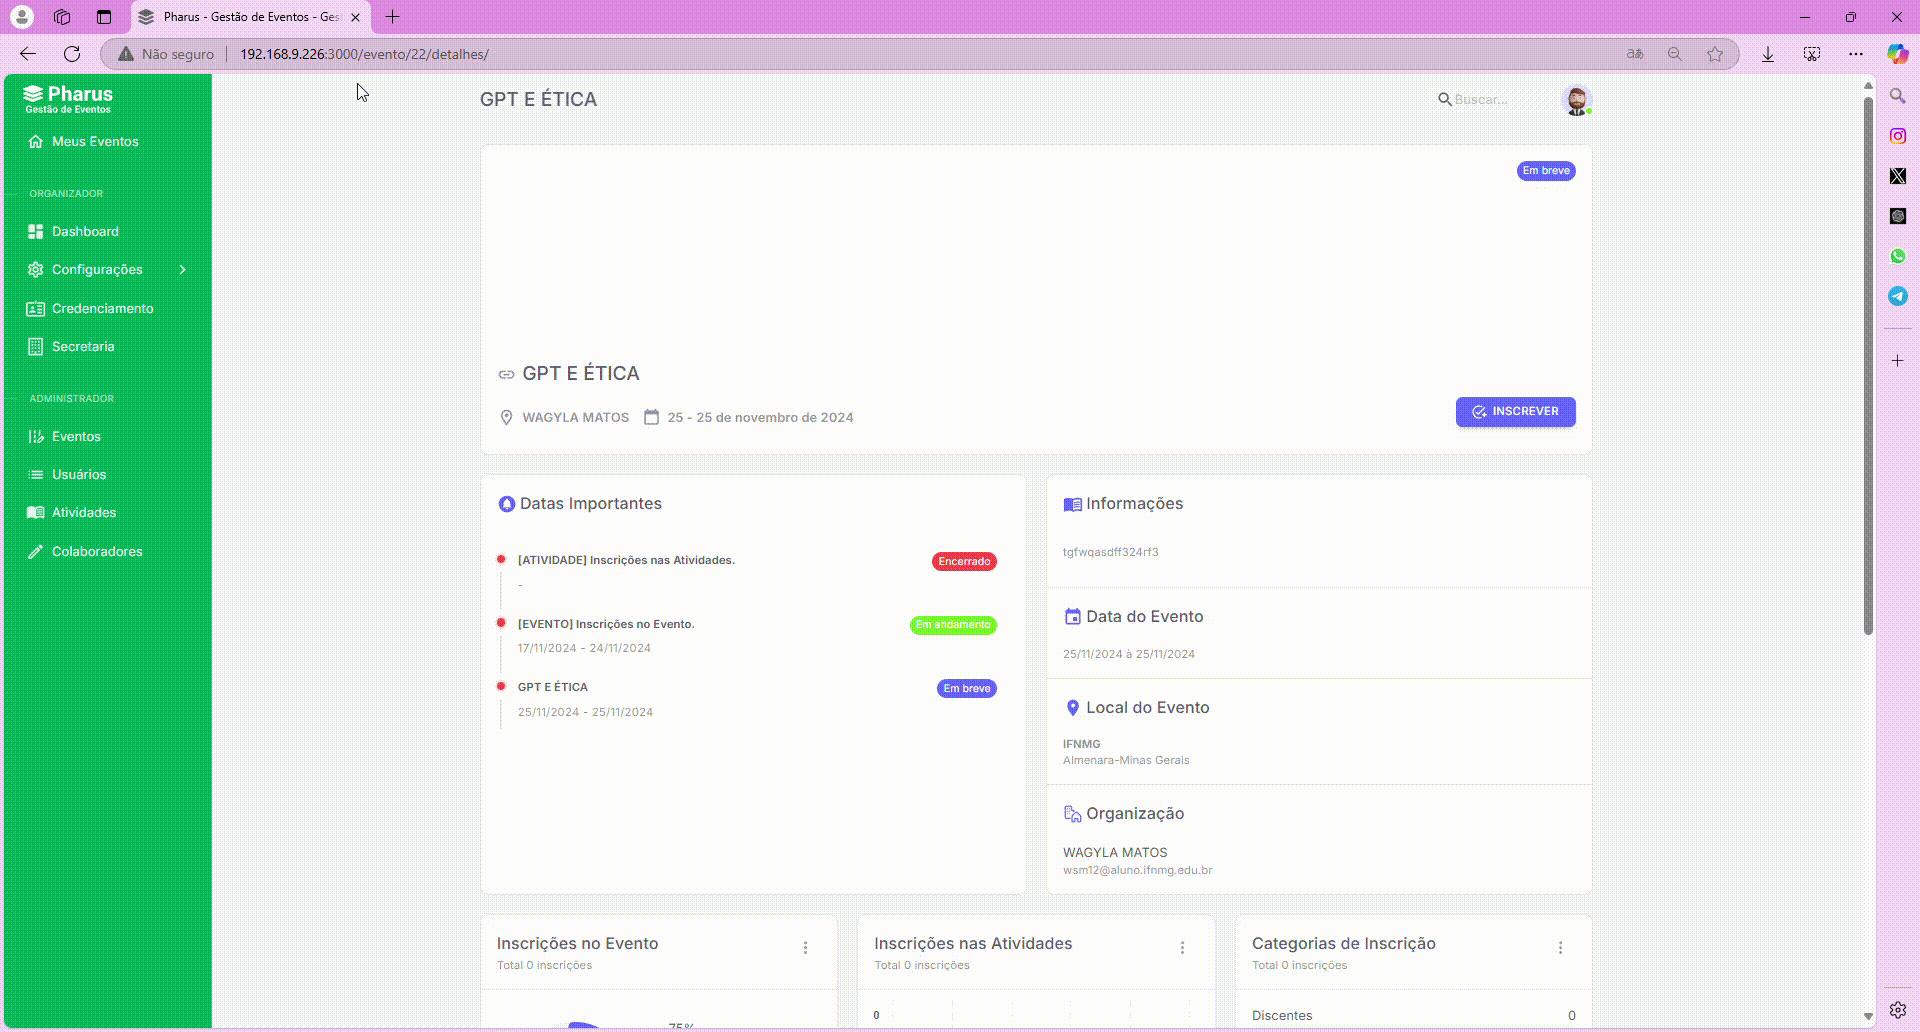 Pharus - Gestão de Eventos - Ges
Não seguro
192.168.9.226:3000/evento/22/detalhes/
aあ
Pharus
Gestão de Eventos
Meus Eventos
ORGANIZADOR
Dashboard
Configurações
Credenciamento
Secretaria
ADMINISTRADOR
Eventos
Usuários
Atividades
Colaboradores
GPT E ÉTICA
Buscar...
Em breve
GPT E ÉTICA
WAGYLA MATOS 25 - 25 de novembro de 2024
INSCREVER
Datas Importantes
[ATIVIDADE] Inscrições nas Atividades.
Encerrado
-
[EVENTO] Inscrições no Evento.
Em andamento
17/11/2024 - 24/11/2024
GPT E ÉTICA
Em breve
25/11/2024 - 25/11/2024
Informações
tgfwqasdff324rf3
Data do Evento
25/11/2024 à 25/11/2024
Local do Evento
IFNMG
Almenara-Minas Gerais
Organização
WAGYLA MATOS
wsm12@aluno.ifnmg.edu.br
Inscrições no Evento
Total 0 inscrições
75%
Inscrições nas Atividades
Total 0 inscrições
0
Categorias de Inscrição
Total 0 inscrições
Discentes 0